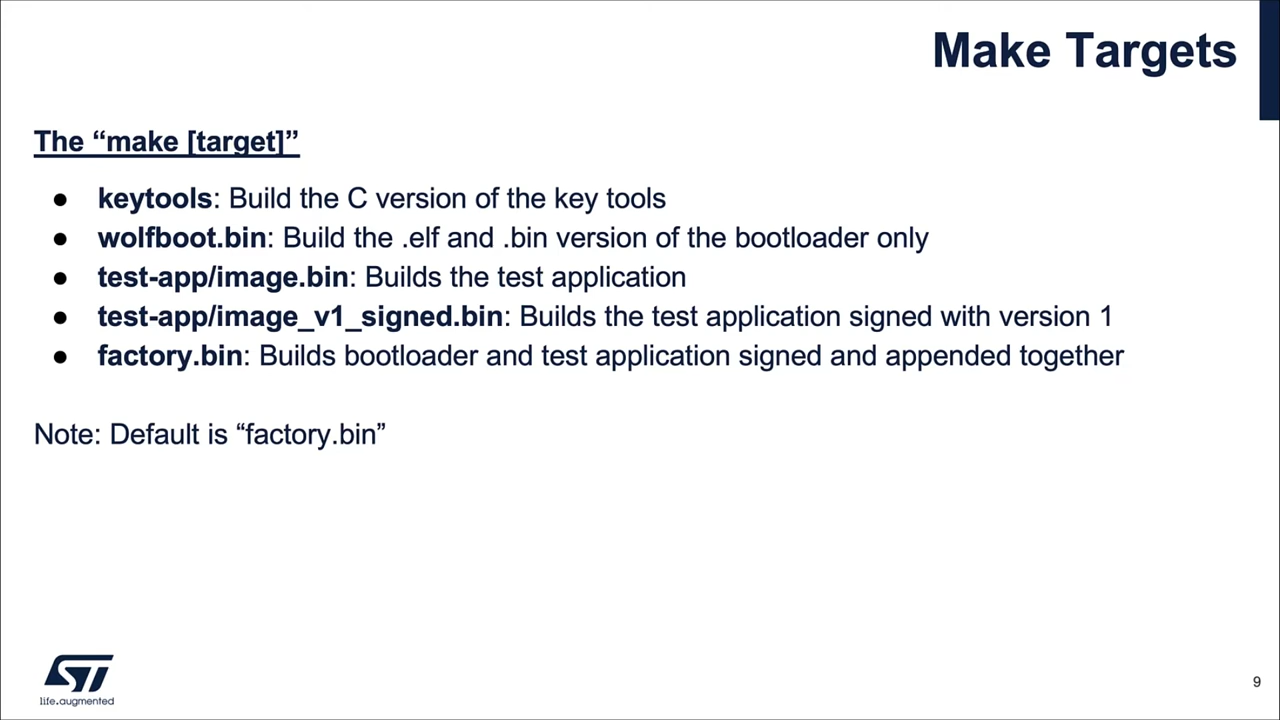 Make Targets
The “make [target]”
● keytools: Build the C version of the key tools
● wolfboot.bin: Build the .elf and .bin version of the bootloader only
● test-app/image.bin: Builds the test application
● test-app/image_v1_signed.bin: Builds the test application signed with version 1
● factory.bin: Builds bootloader and test application signed and appended together
Note: Default is “factory.bin”
ST
life.augmented
9